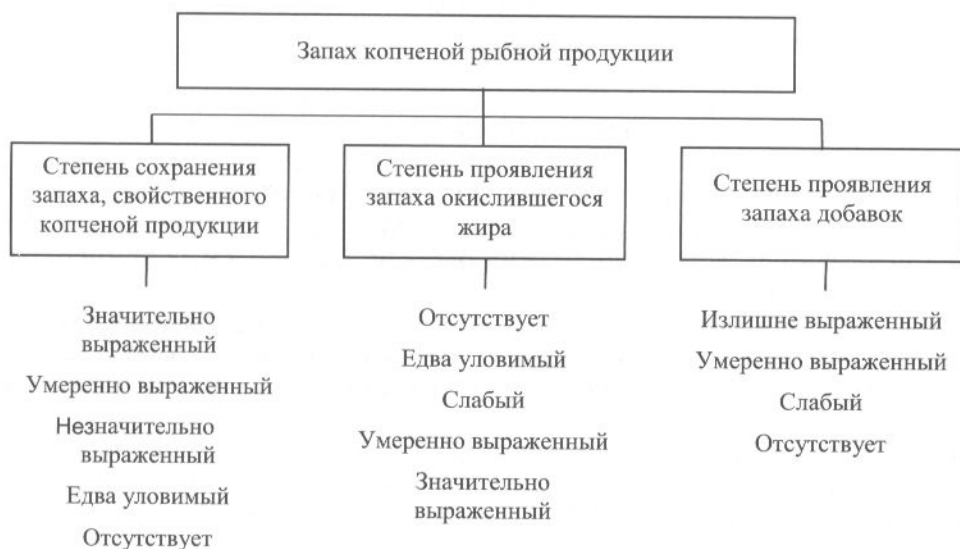 Запах копченой рыбной продукции
Степень сохранения
запаха, свойственного
копченой продукции
Значительно
выраженный
Умеренно выраженный
Незначительно
выраженный
Едва уловимый
Отсутствует
Степень проявления
запаха окислившегося
жира
Отсутствует
Едва уловимый
Слабый
Умеренно выраженный
Значительно
выраженный
Степень проявления
запаха добавок
Излишне выраженный
Умеренно выраженный
Слабый
Отсутствует